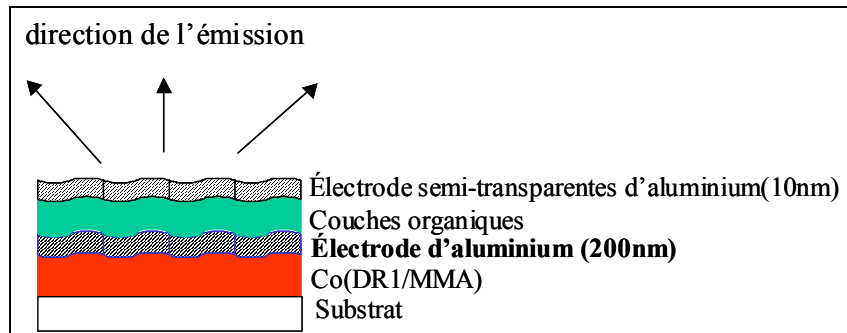 direction de l'émission
Électrode semi-transparentes d'aluminium(10nm)
Couches organiques
Électrode d'aluminium (200nm)
Co(DR1/MMA)
Substrat